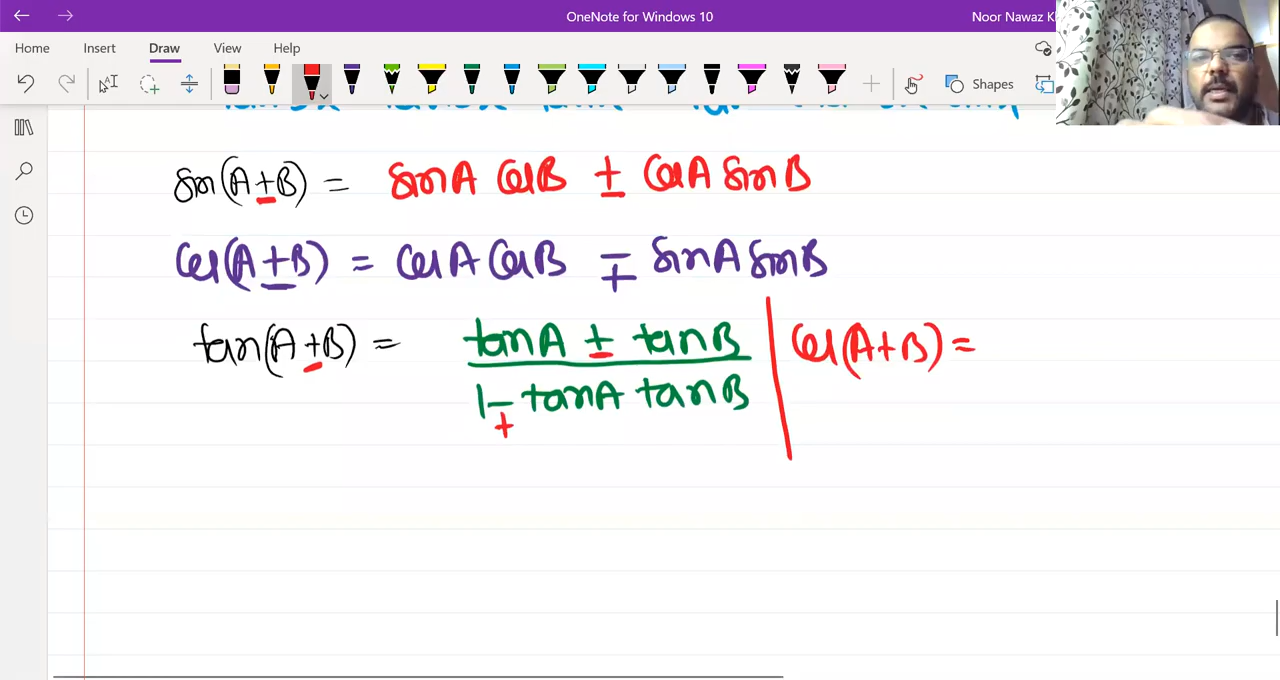 OneNote for Windows 10
Noor Nawaz
Home Insert Draw View Help
Shapes
sin(A±B) = sinA cosB ± cosA sinB
cos(A±B) = cosA cosB ∓ sinA sinB
tan(A±B) = tanA ± tanB
1∓ tanA tanB
cos(A+B) =